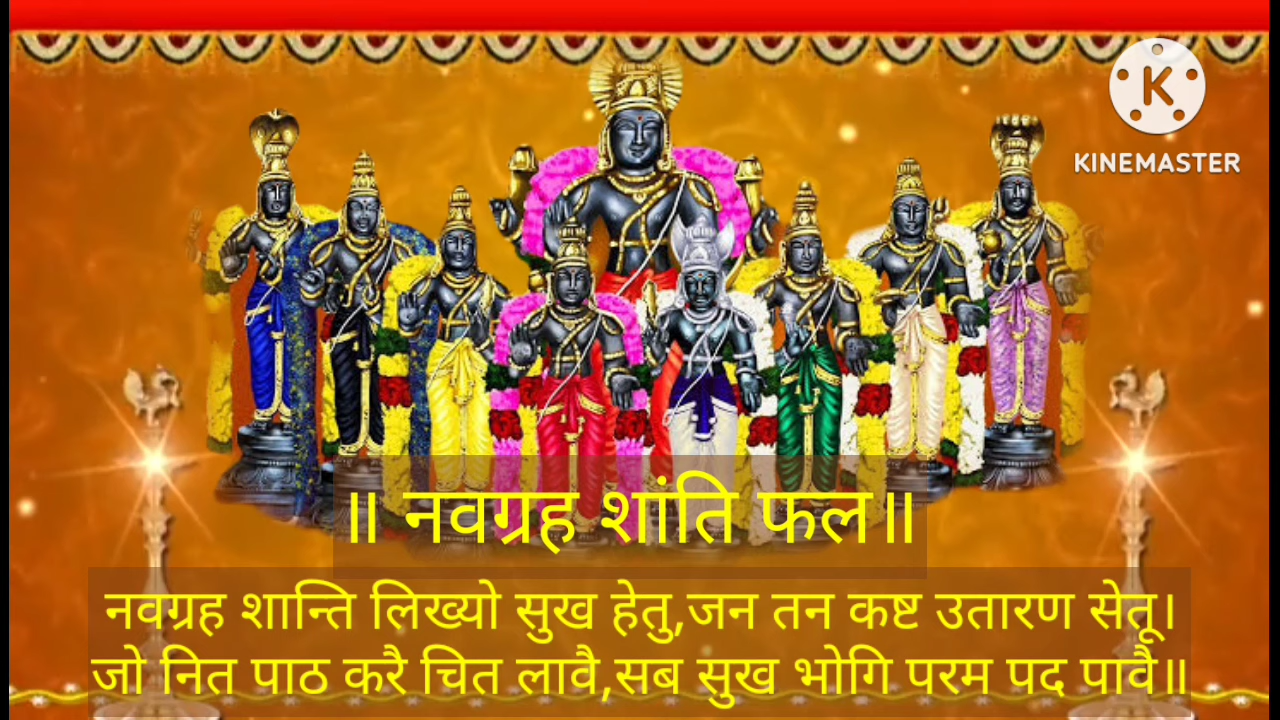 KINEMASTER
॥ नवग्रह शांति फल॥
नवग्रह शान्ति लिख्यो सुख हेतु,जन तन कष्ट उतारण सेतू।
जो नित पाठ करै चित लावै,सब सुख भोगि परम पद पावै॥